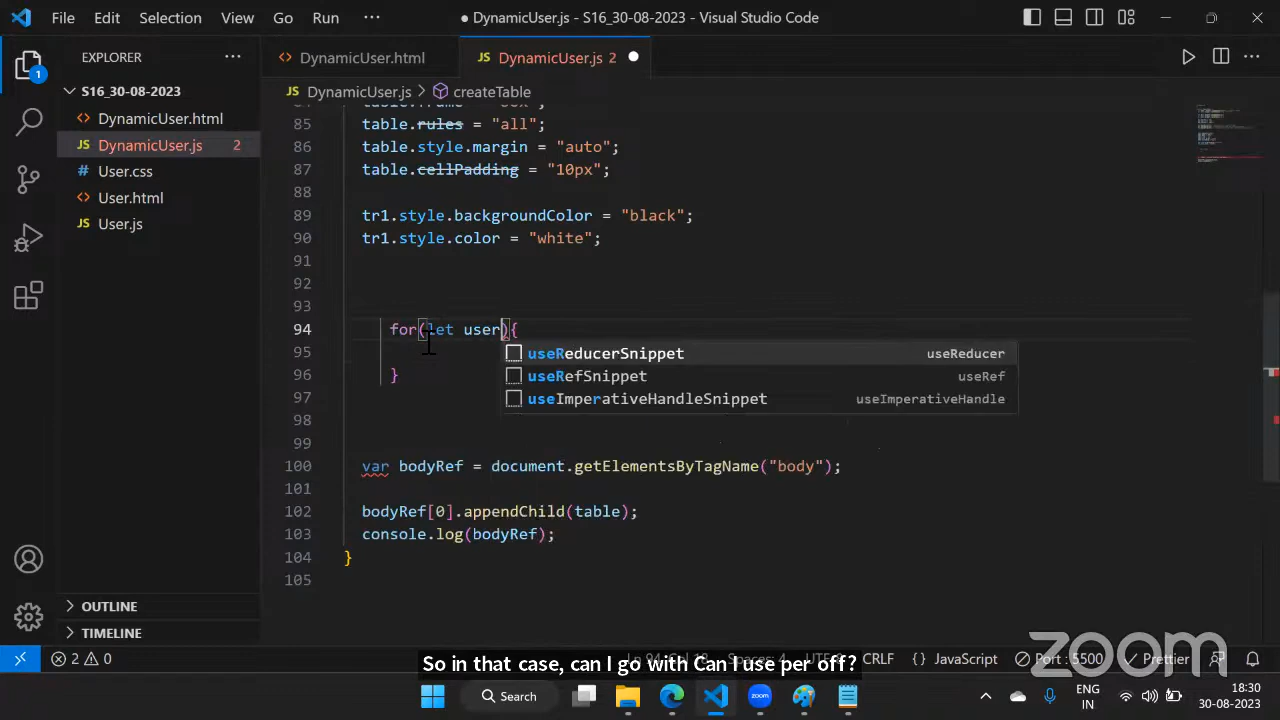 File Edit Selection View Go Run ··· ● DynamicUser.js - S16_30-08-2023 - Visual Studio Code
EXPLORER ···
<> DynamicUser.html
JS DynamicUser.js 2 ●
S16_30-08-2023
JS DynamicUser.js > createTable
<> DynamicUser.html
JS DynamicUser.js 2
# User.css
<> User.html
JS User.js
1
85 table.rules = "all";
86 table.style.margin = "auto";
87 table.cellPadding = "10px";
88
89 tr1.style.backgroundColor = "black";
90 tr1.style.color = "white";
91
92
93
94 for(let user){
95
96 }
97
98
99
100 var bodyRef = document.getElementsByTagName("body");
101
102 bodyRef[0].appendChild(table);
103 console.log(bodyRef);
104 }
105
useReducerSnippet useReducer
useRefSnippet useRef
useImperativeHandleSnippet useImperativeHandle
OUTLINE
TIMELINE
zoom
2 0 CRLF {} JavaScript Port : 5500 Prettier
So in that case, can I go with Can I use per off?
Search
zoom
ENG
IN
18:30
30-08-2023